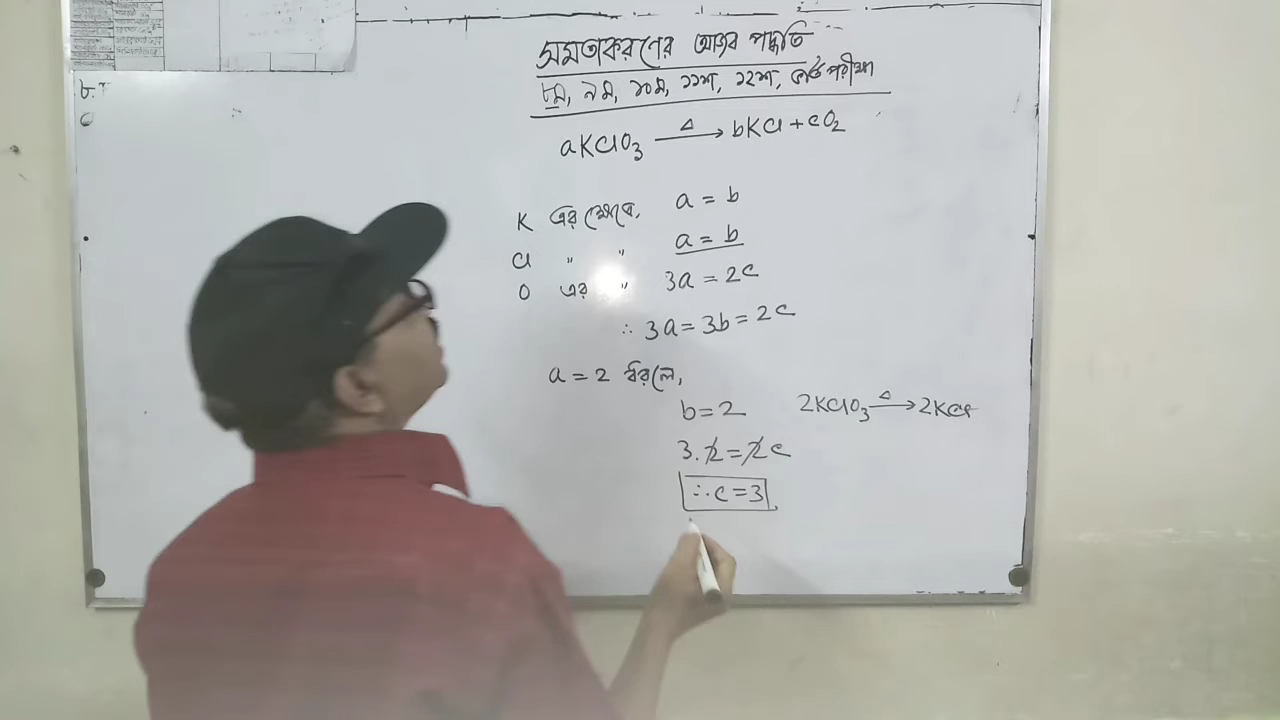 সমতাকরণের আজব পদ্ধতি
৮ম, ৯ম, ১০ম, ১১শ, ১২শ, ভর্তি পরীক্ষা
aKClO₃ —Δ→ bKCl + cO₂
K এর ক্ষেত্রে, a = b
Cl " " a = b
O এর " 3a = 2c
∴ 3a = 3b = 2c
a = 2 ধরলে,
b = 2
2KClO₃ —Δ→ 2KCl
3.2 = 2c
∴ c = 3